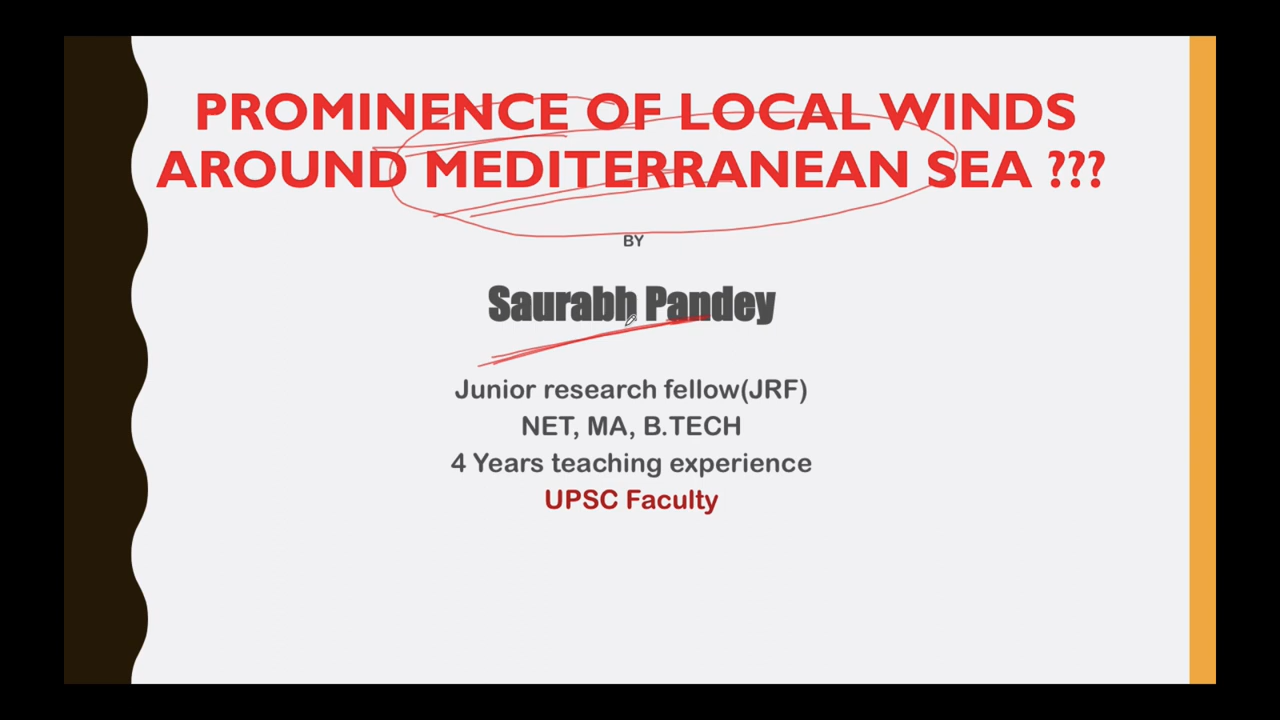 PROMINENCE OF LOCAL WINDS
AROUND MEDITERRANEAN SEA ???
BY
Saurabh Pandey
Junior research fellow(JRF)
NET, MA, B.TECH
4 Years teaching experience
UPSC Faculty